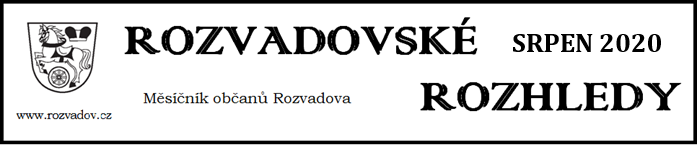 ROZVADOVSKÉ SRPEN 2020
ROZHLEDY
Měsíčník občanů Rozvadova
www.rozvadov.cz